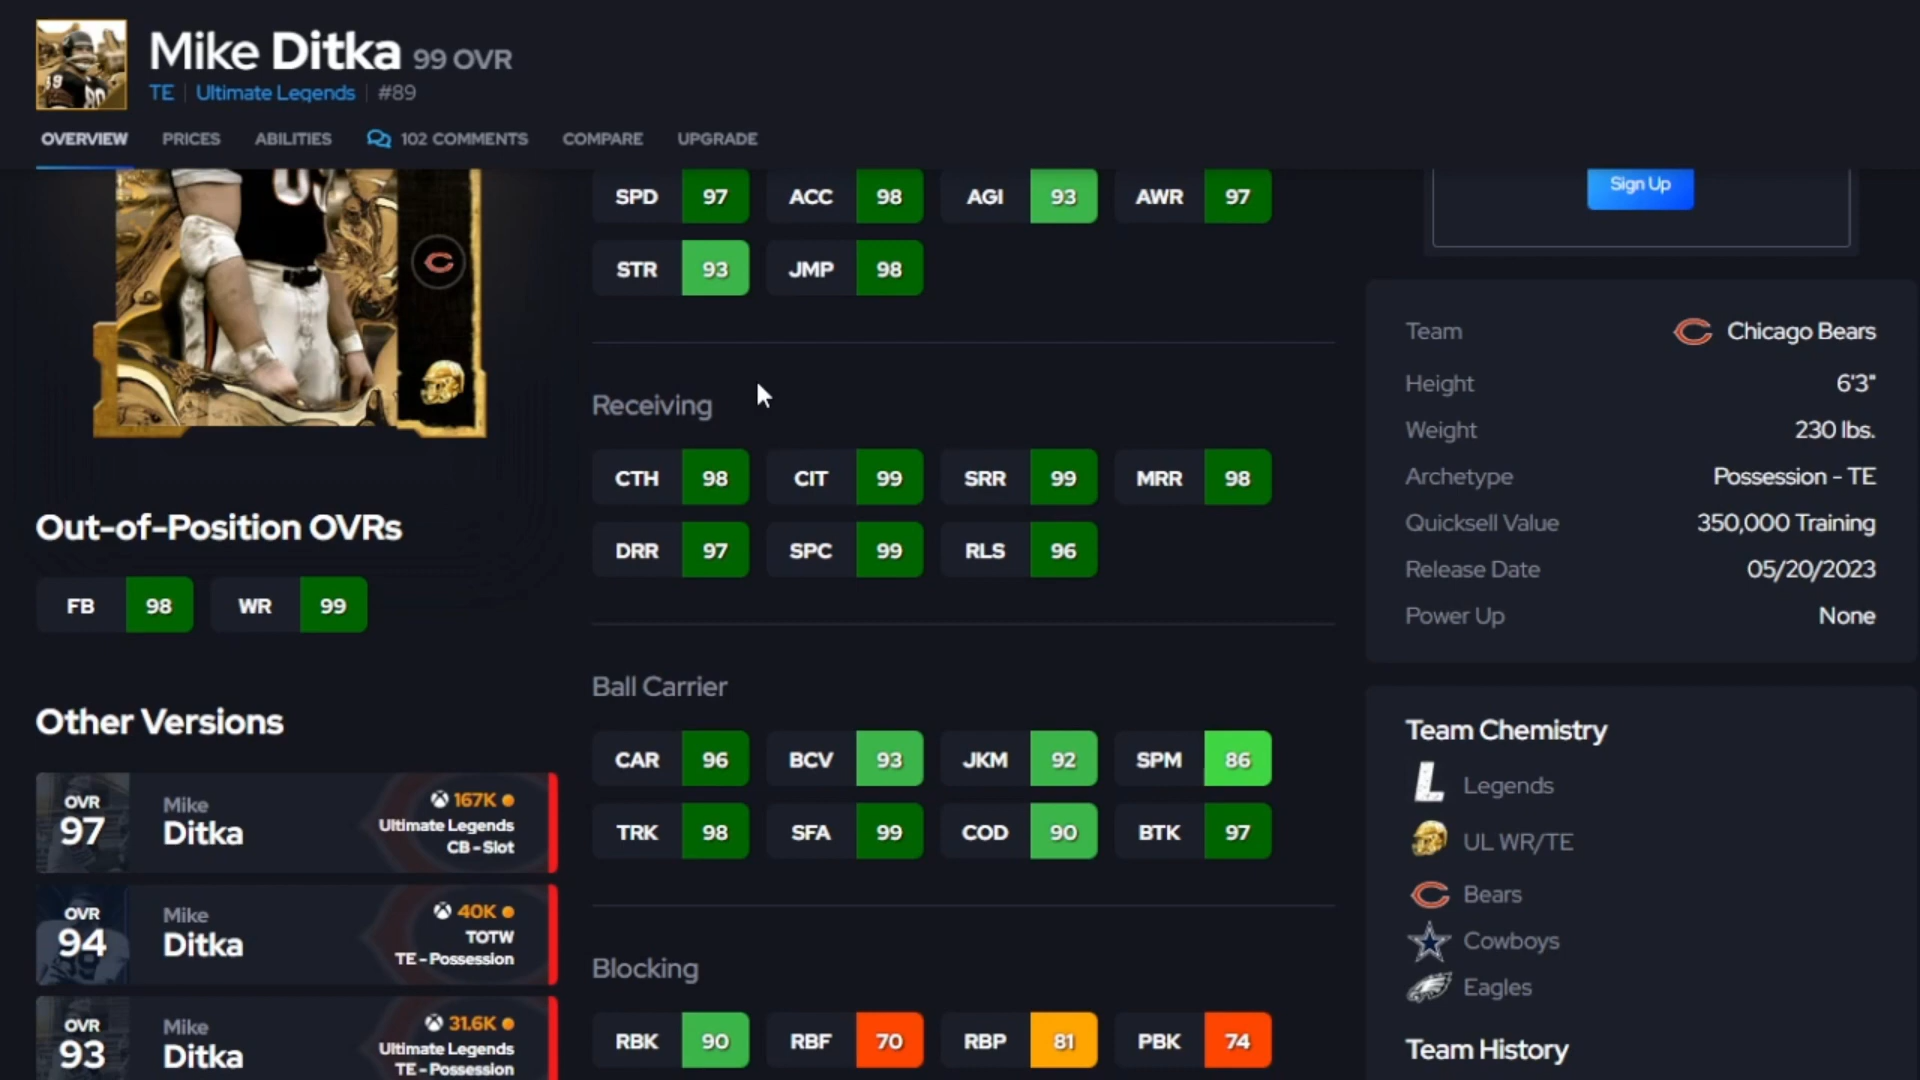 Mike Ditka 99 OVR
TE | Ultimate Legends | #89
OVERVIEW PRICES ABILITIES 102 COMMENTS COMPARE UPGRADE
SPD 97 ACC 98 AGI 93 AWR 97
STR 93 JMP 98
Receiving
CTH 98 CIT 99 SRR 99 MRR 98
DRR 97 SPC 99 RLS 96
Ball Carrier
CAR 96 BCV 93 JKM 92 SPM 86
TRK 98 SFA 99 COD 90 BTK 97
Blocking
RBK 90 RBF 70 RBP 81 PBK 74
Out-of-Position OVRs
FB 98 WR 99
Other Versions
OVR 97 Mike Ditka 167K Ultimate Legends CB - Slot
OVR 94 Mike Ditka 40K TOTW TE - Possession
OVR 93 Mike Ditka 31.6K Ultimate Legends TE - Possession
Sign Up
Team Chicago Bears
Height 6'3"
Weight 230 lbs.
Archetype Possession - TE
Quicksell Value 350,000 Training
Release Date 05/20/2023
Power Up None
Team Chemistry
Legends
UL WR/TE
Bears
Cowboys
Eagles
Team History